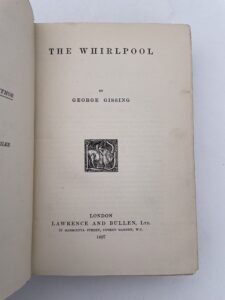 THE WHIRLPOOL
BY
GEORGE GISSING
LONDON
LAWRENCE AND BULLEN, Ltd.
16 HENRIETTA STREET, COVENT GARDEN, W.C.
1897